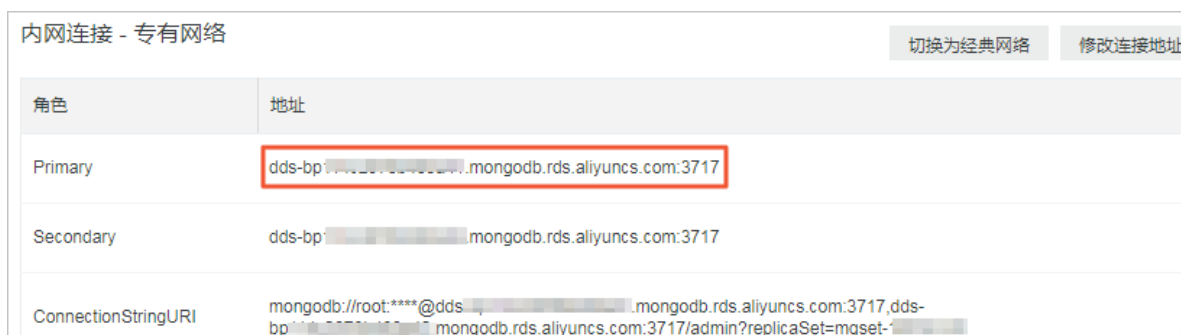 内网连接 - 专有网络
切换为经典网络
修改连接地址
角色
地址
Primary
dds-bp .mongodb.rds.aliyuncs.com:3717
Secondary
dds-bp .mongodb.rds.aliyuncs.com:3717
ConnectionStringURI
mongodb://root:****@dds .mongodb.rds.aliyuncs.com:3717,dds-
bp .mongodb.rds.aliyuncs.com:3717/admin?replicaSet=mgset-